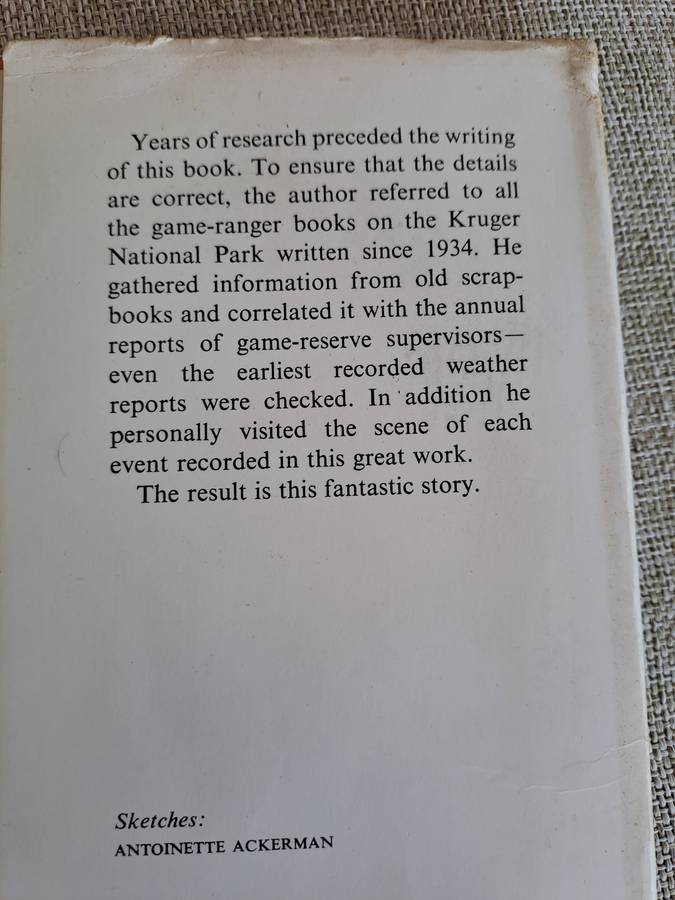 Years of research preceded the writing
of this book. To ensure that the details
are correct, the author referred to all
the game-ranger books on the Kruger
National Park written since 1934. He
gathered information from old scrap-
books and correlated it with the annual
reports of game-reserve supervisors—
even the earliest recorded weather
reports were checked. In addition he
personally visited the scene of each
event recorded in this great work.
The result is this fantastic story.
Sketches:
ANTOINETTE ACKERMAN